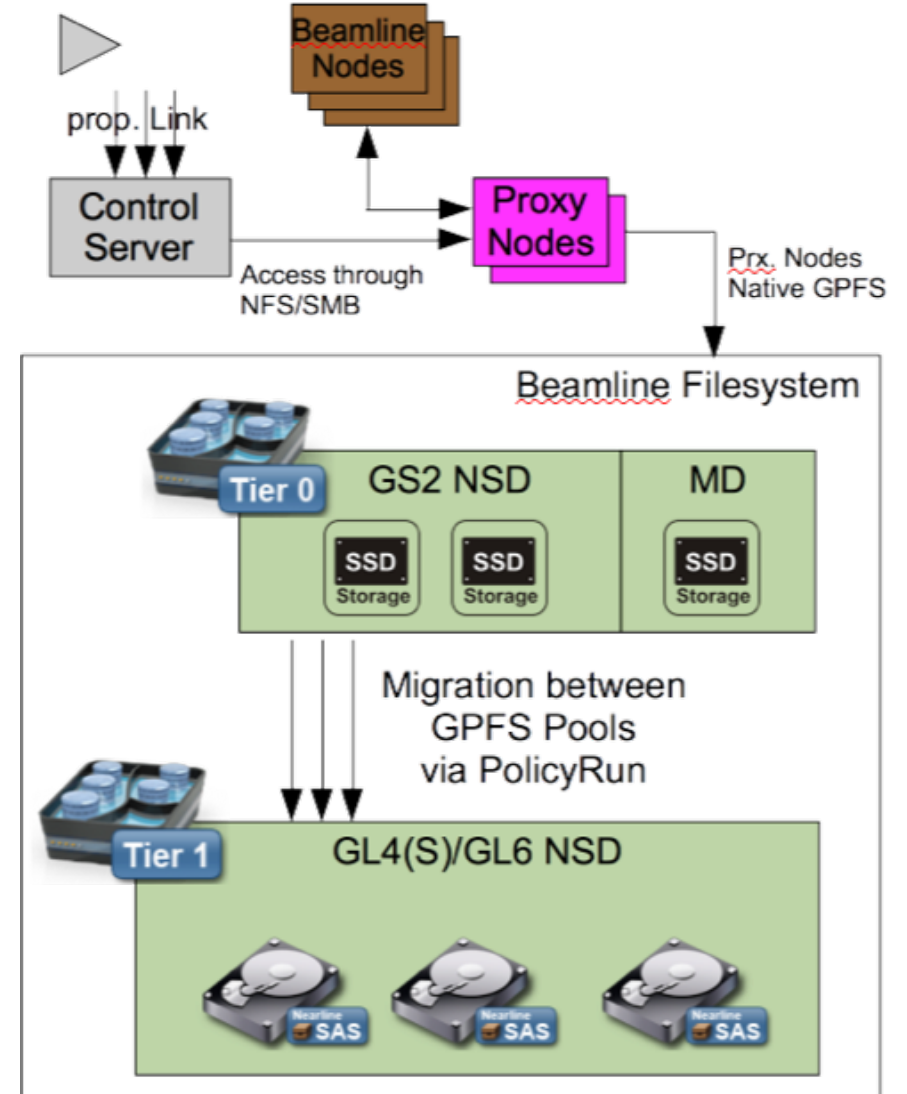 Beamline
Nodes
prop. Link
Control
Server
Proxy
Nodes
Access through
NFS/SMB
Prx. Nodes
Native GPFS
Beamline Filesystem
Tier 0
GS2 NSD
MD
SSD
Storage
SSD
Storage
SSD
Storage
Migration between
GPFS Pools
via PolicyRun
Tier 1
GL4(S)/GL6 NSD
Nearline
SAS
Nearline
SAS
Nearline
SAS